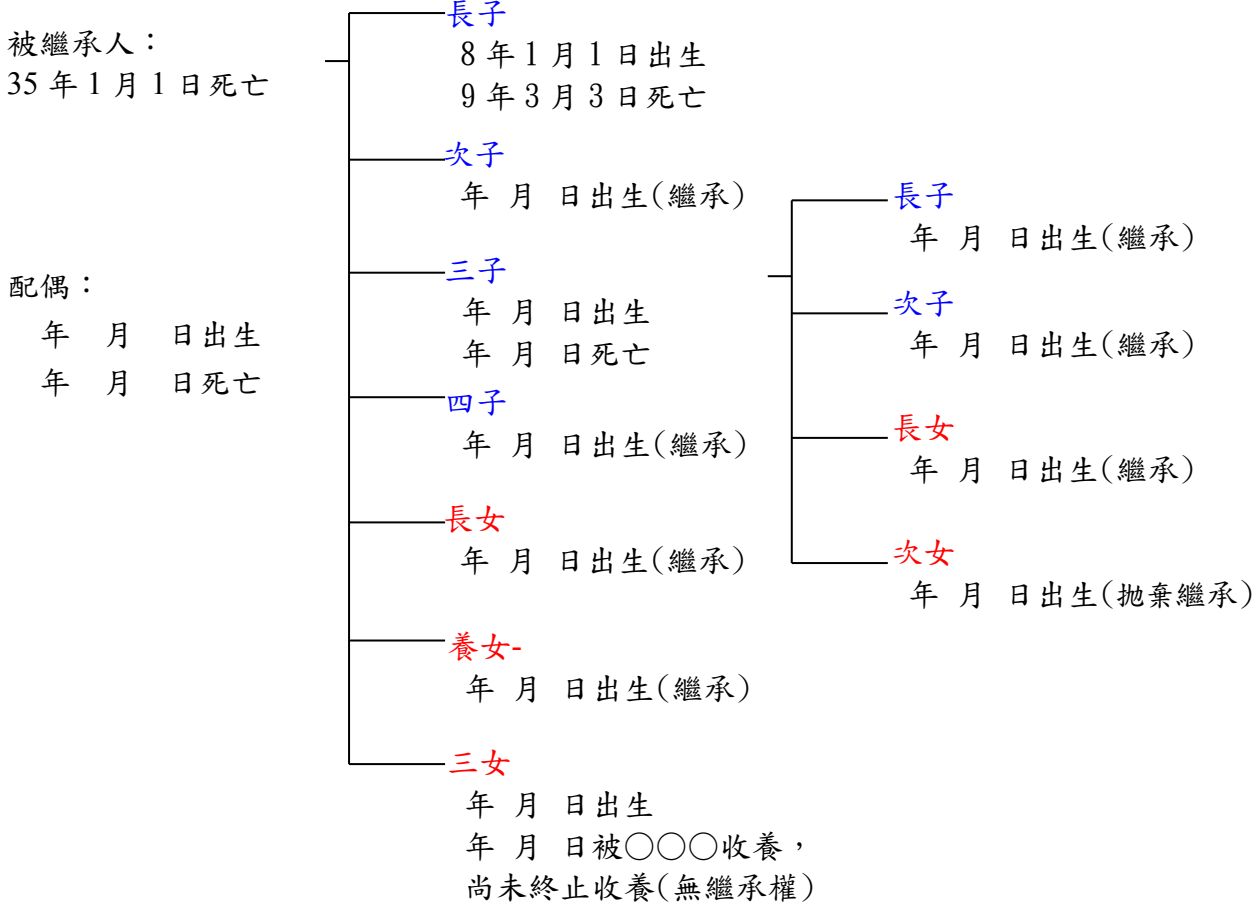 被繼承人：
35年1月1日死亡
配偶：
年 月 日出生
年 月 日死亡
長子
8年1月1日出生
9年3月3日死亡
次子
年 月 日出生(繼承)
三子
年 月 日出生
年 月 日死亡
四子
年 月 日出生(繼承)
長女
年 月 日出生(繼承)
養女-
年 月 日出生(繼承)
三女
年 月 日出生
年 月 日被○○○收養，
尚未終止收養(無繼承權)
長子
年 月 日出生(繼承)
次子
年 月 日出生(繼承)
長女
年 月 日出生(繼承)
次女
年 月 日出生(拋棄繼承)